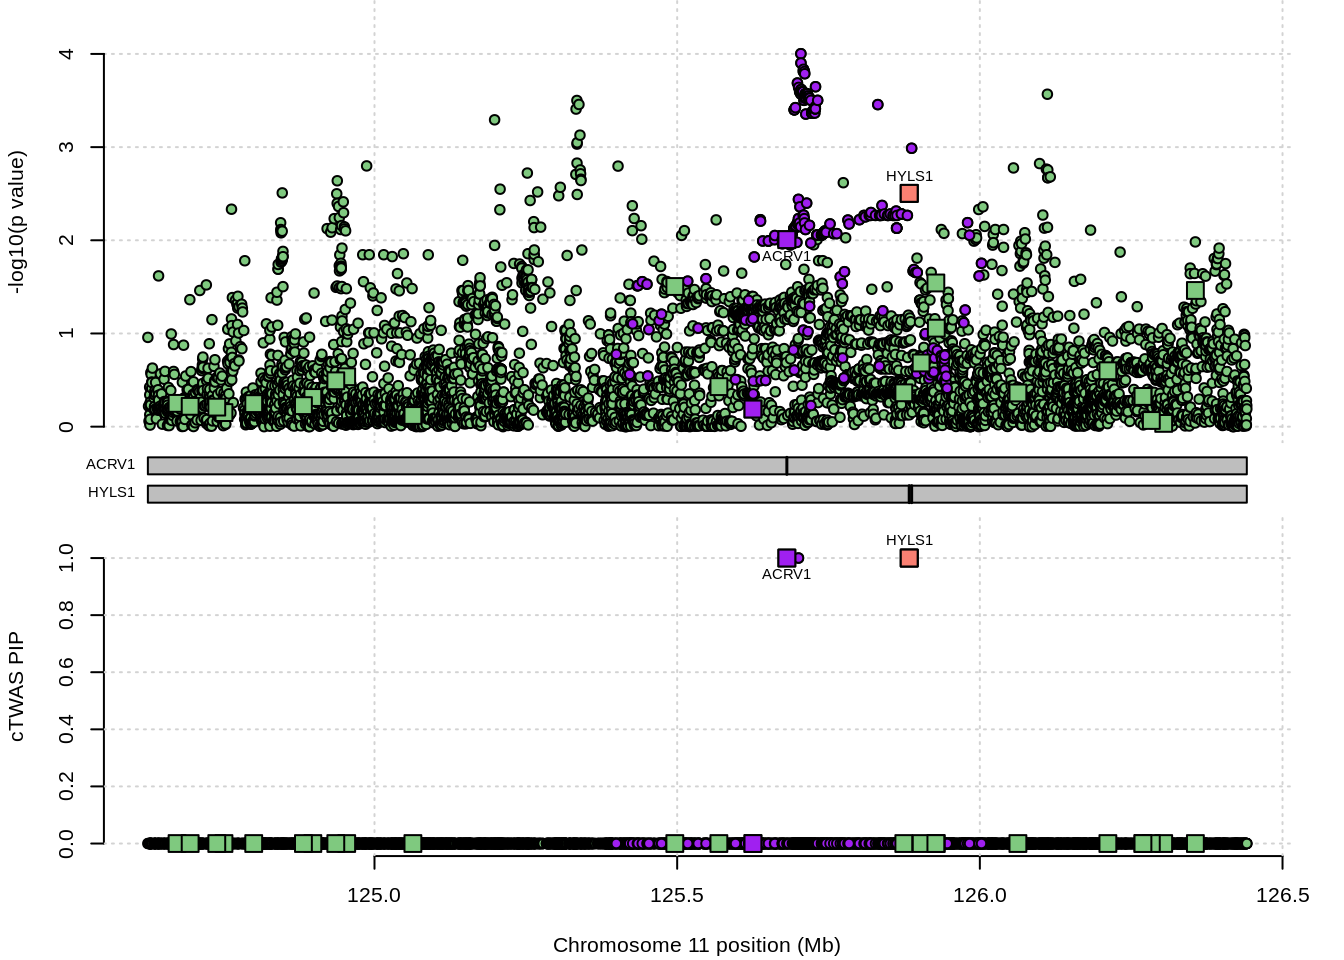 -log10(p value)
4
3
2
1
0
HYLS1
ACRV1
ACRV1
HYLS1
cTWAS PIP
1.0
0.8
0.6
0.4
0.2
0.0
HYLS1
ACRV1
125.0
125.5
126.0
126.5
Chromosome 11 position (Mb)